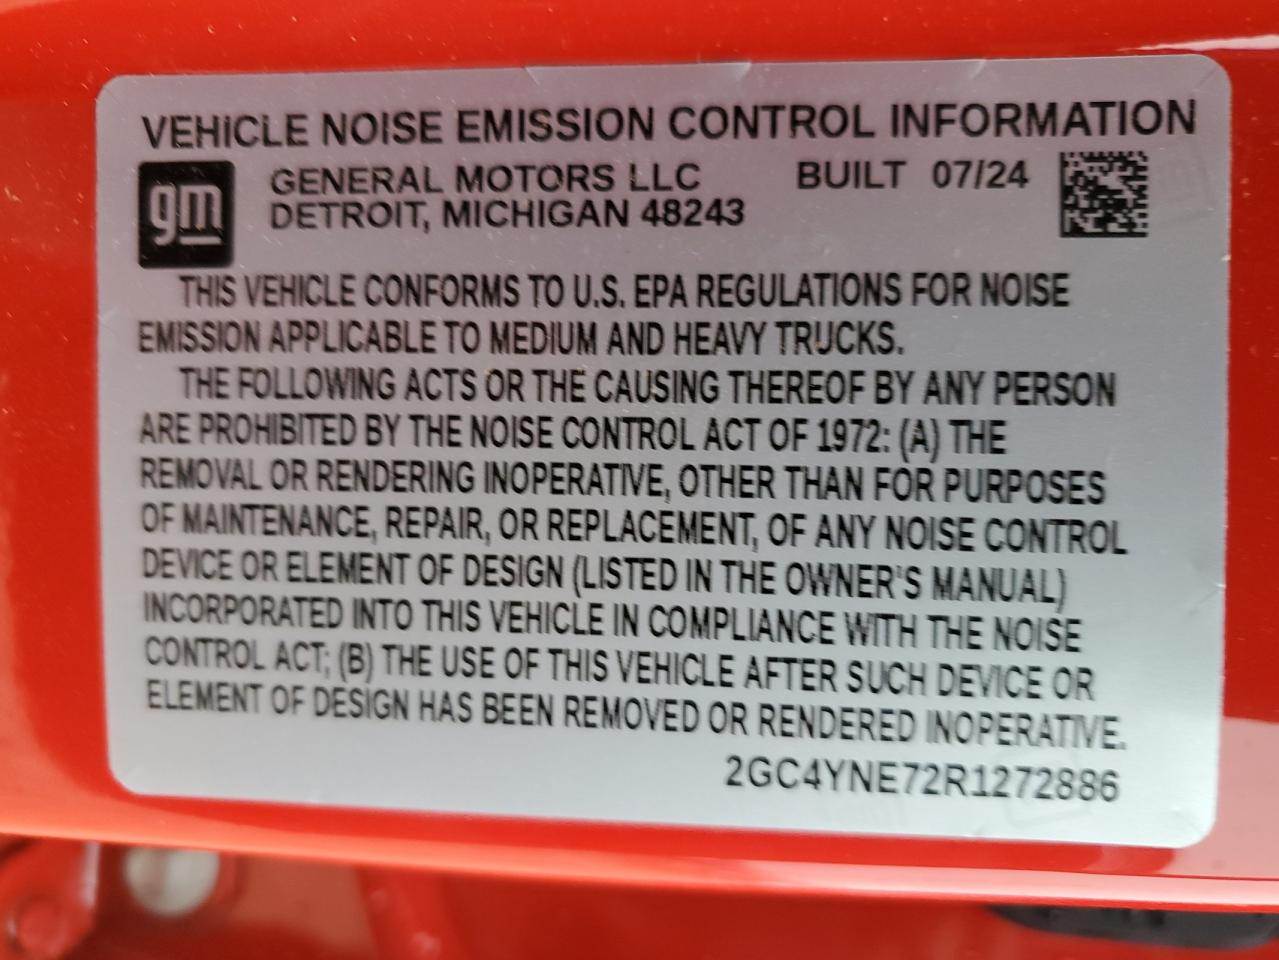 VEHICLE NOISE EMISSION CONTROL INFORMATION
gm
GENERAL MOTORS LLC BUILT 07/24
DETROIT, MICHIGAN 48243
THIS VEHICLE CONFORMS TO U.S. EPA REGULATIONS FOR NOISE
EMISSION APPLICABLE TO MEDIUM AND HEAVY TRUCKS.
THE FOLLOWING ACTS OR THE CAUSING THEREOF BY ANY PERSON
ARE PROHIBITED BY THE NOISE CONTROL ACT OF 1972: (A) THE
REMOVAL OR RENDERING INOPERATIVE, OTHER THAN FOR PURPOSES
OF MAINTENANCE, REPAIR, OR REPLACEMENT, OF ANY NOISE CONTROL
DEVICE OR ELEMENT OF DESIGN (LISTED IN THE OWNER'S MANUAL)
INCORPORATED INTO THIS VEHICLE IN COMPLIANCE WITH THE NOISE
CONTROL ACT; (B) THE USE OF THIS VEHICLE AFTER SUCH DEVICE OR
ELEMENT OF DESIGN HAS BEEN REMOVED OR RENDERED INOPERATIVE.
2GC4YNE72R1272886